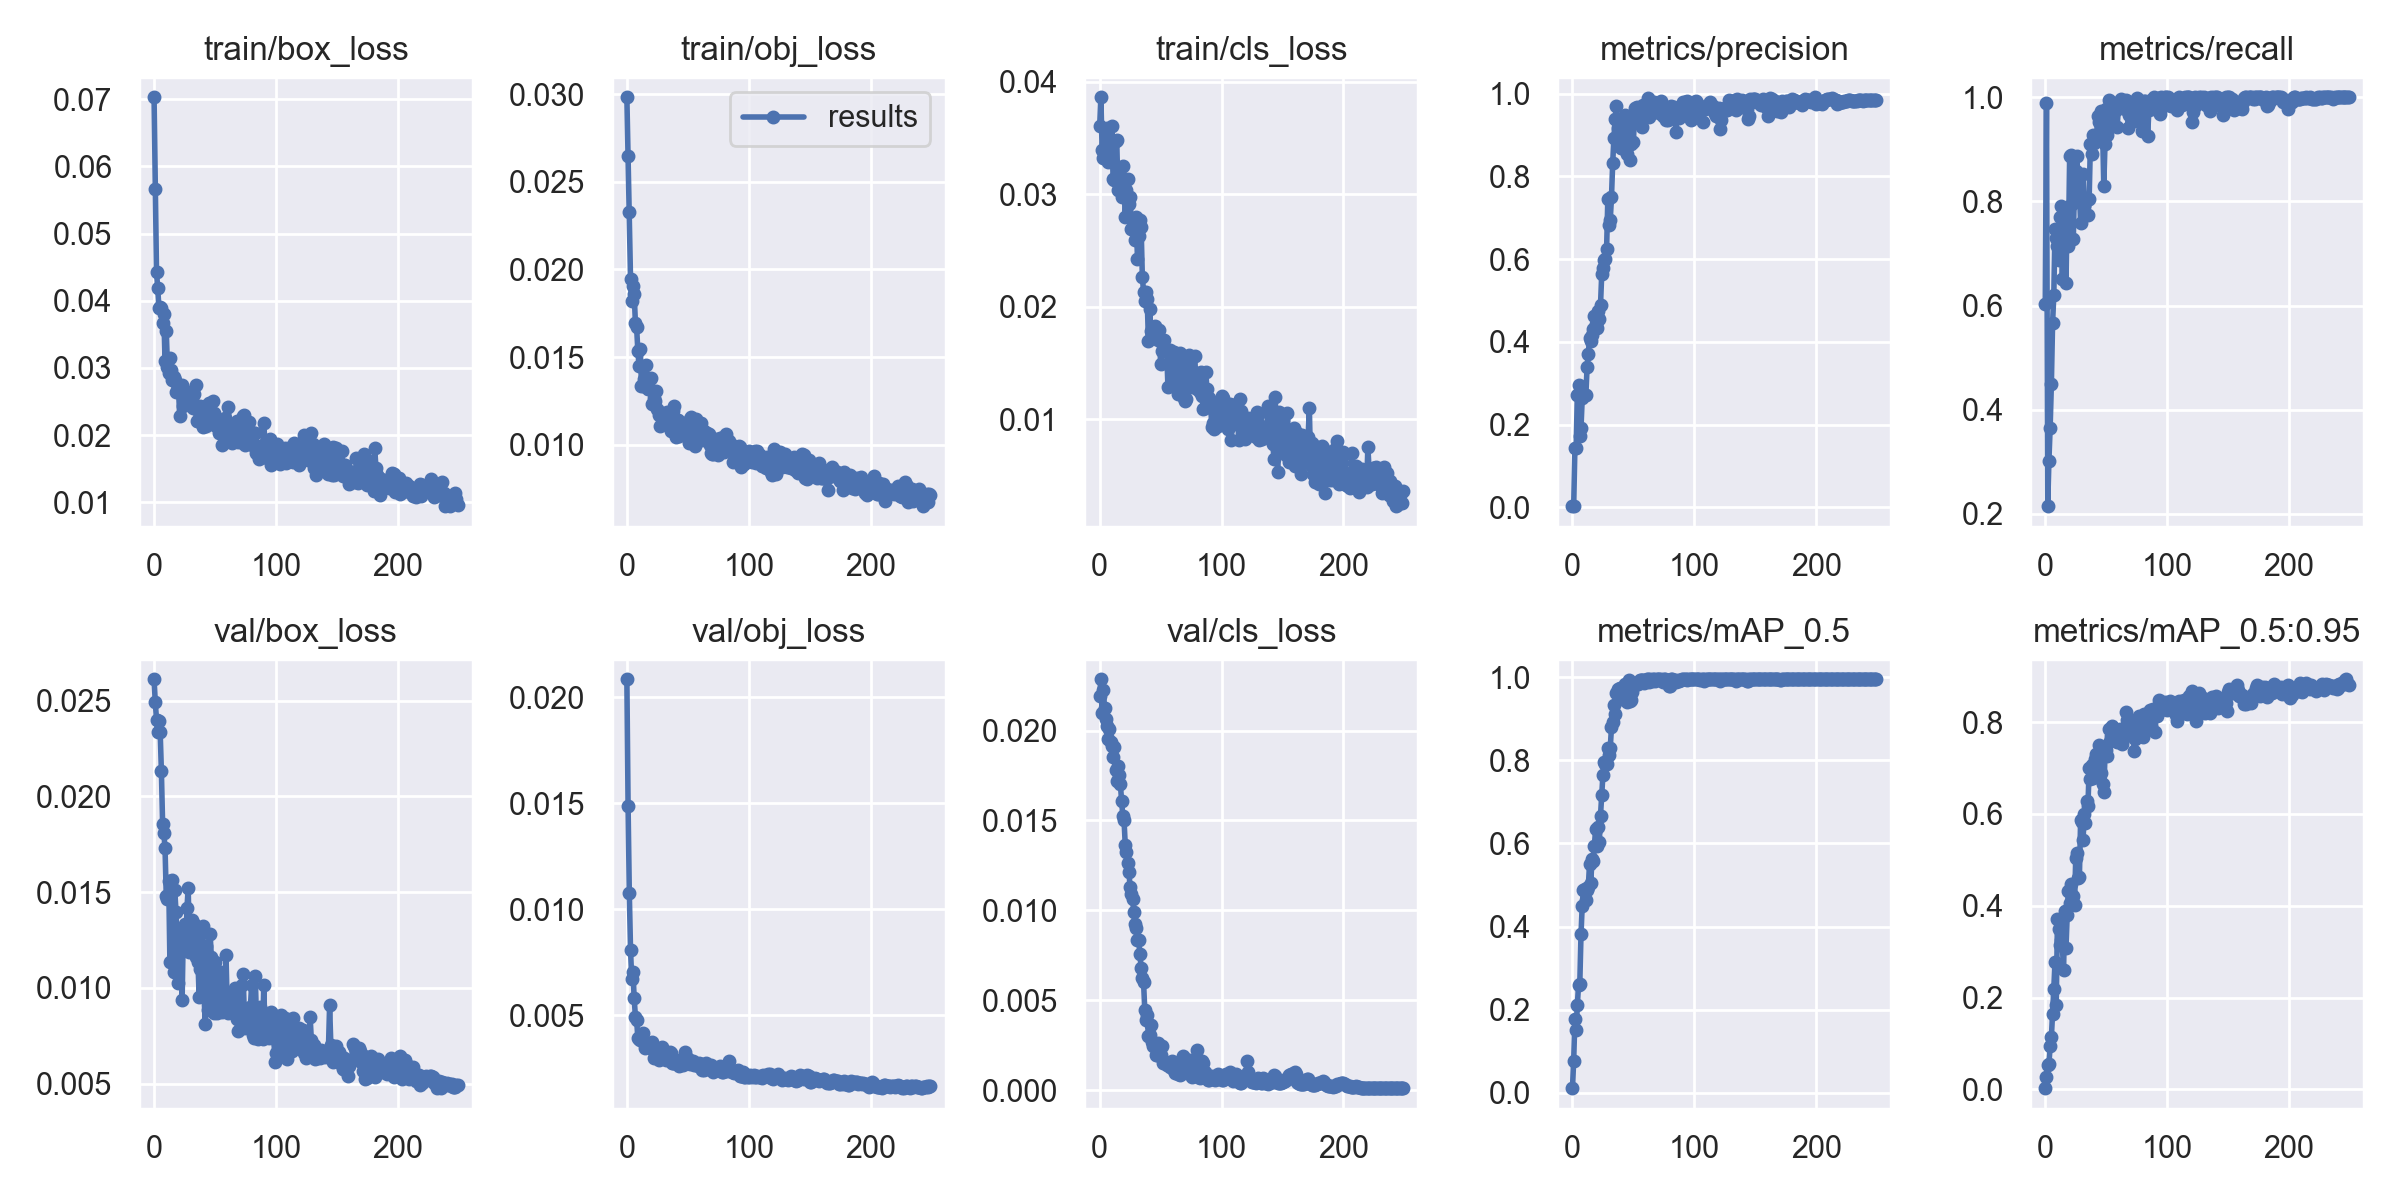 train/box_loss
0.07
0.06
0.05
0.04
0.03
0.02
0.01
0 100 200
train/obj_loss
results
0.030
0.025
0.020
0.015
0.010
0 100 200
train/cls_loss
0.04
0.03
0.02
0.01
0 100 200
metrics/precision
1.0
0.8
0.6
0.4
0.2
0.0
0 100 200
metrics/recall
1.0
0.8
0.6
0.4
0.2
0 100 200
val/box_loss
0.025
0.020
0.015
0.010
0.005
0 100 200
val/obj_loss
0.020
0.015
0.010
0.005
0 100 200
val/cls_loss
0.020
0.015
0.010
0.005
0.000
0 100 200
metrics/mAP_0.5
1.0
0.8
0.6
0.4
0.2
0.0
0 100 200
metrics/mAP_0.5:0.95
0.8
0.6
0.4
0.2
0.0
0 100 200